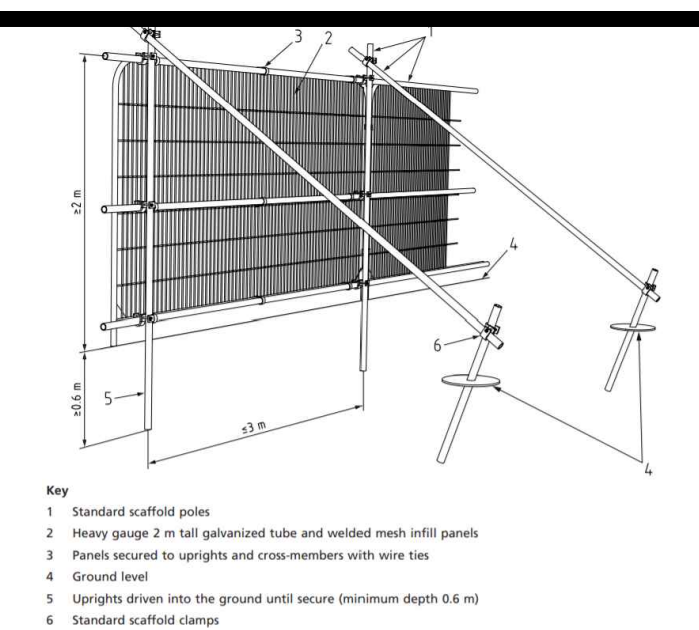 3
2
1
≥2 m
4
6
≥0.6 m
5
≤3 m
4
Key
1 Standard scaffold poles
2 Heavy gauge 2 m tall galvanized tube and welded mesh infill panels
3 Panels secured to uprights and cross-members with wire ties
4 Ground level
5 Uprights driven into the ground until secure (minimum depth 0.6 m)
6 Standard scaffold clamps